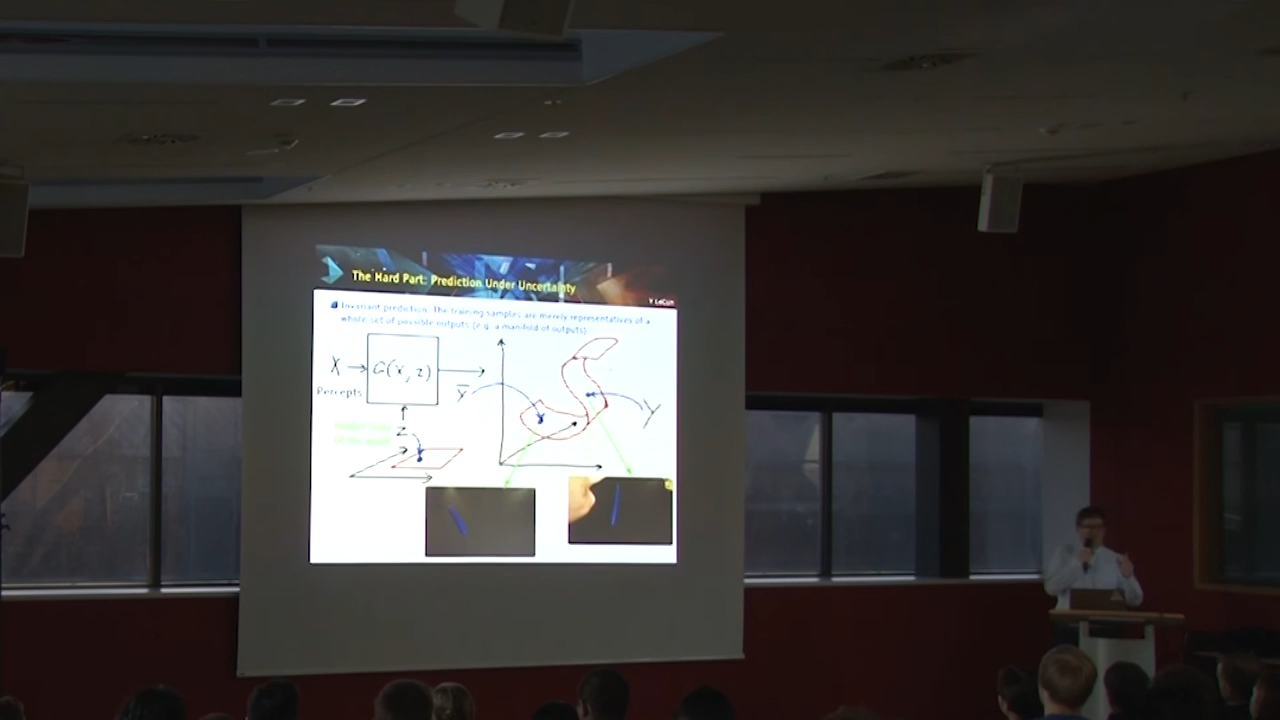 The Hard Part: Prediction Under Uncertainty
Y LeCun
Invariant prediction: The training samples are merely representatives of a
whole set of possible outputs (e.g. a manifold of outputs).
X
G(x, z)
Percepts
Y
Z
Y